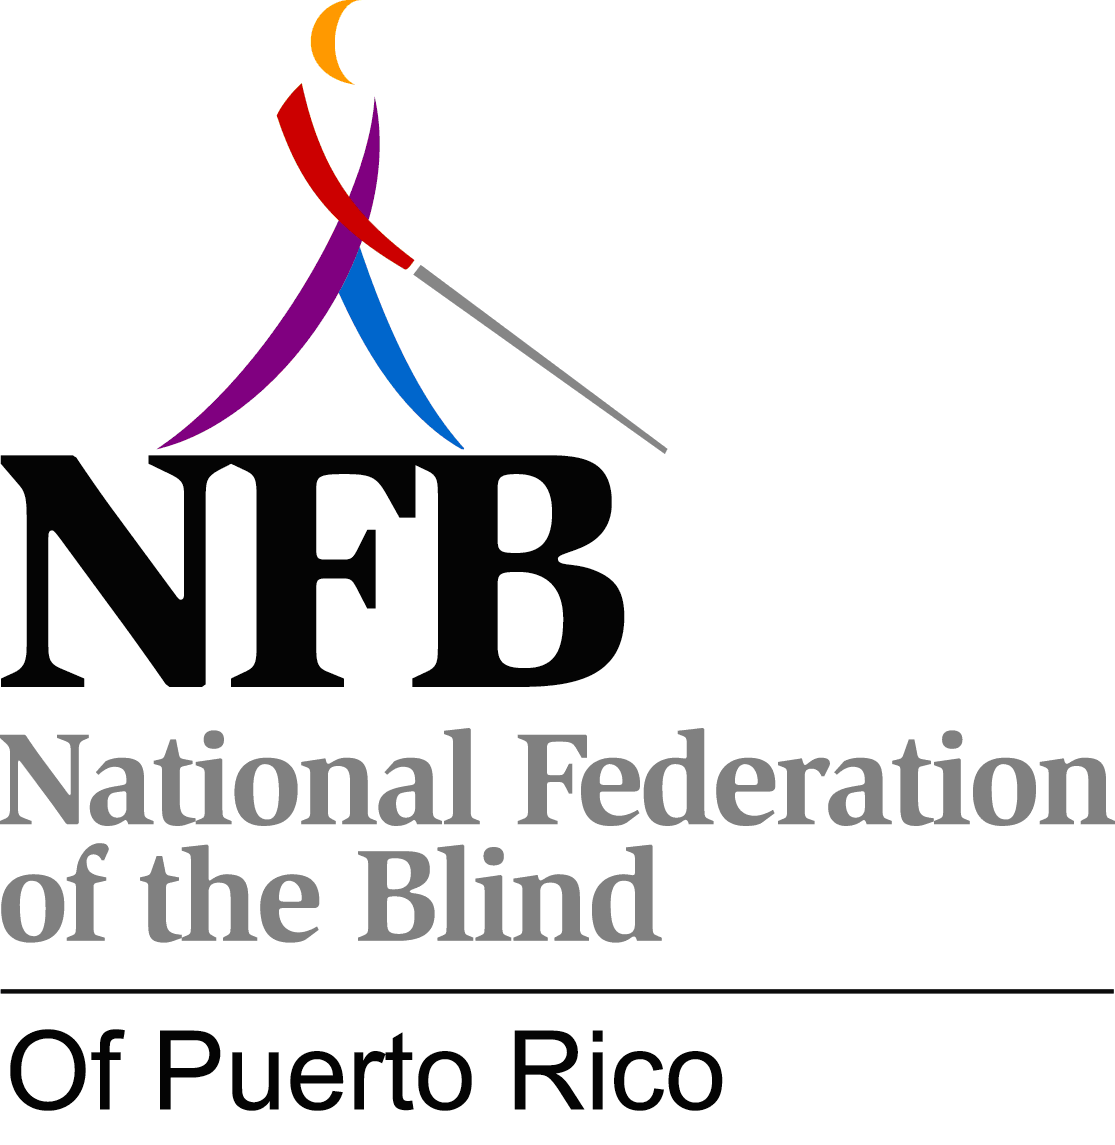 NFB
National Federation
of the Blind
Of Puerto Rico